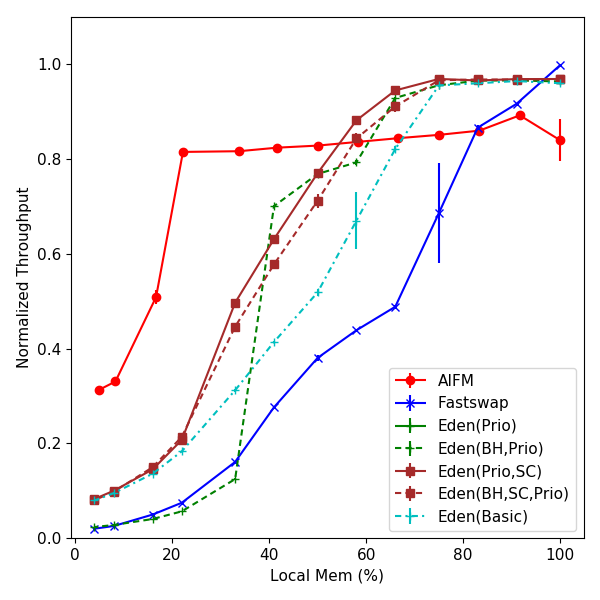 1.0
0.8
0.6
0.4
0.2
0.0
Normalized Throughput
AIFM
Fastswap
Eden(Prio)
Eden(BH,Prio)
Eden(Prio,SC)
Eden(BH,SC,Prio)
Eden(Basic)
0 20 40 60 80 100
Local Mem (%)